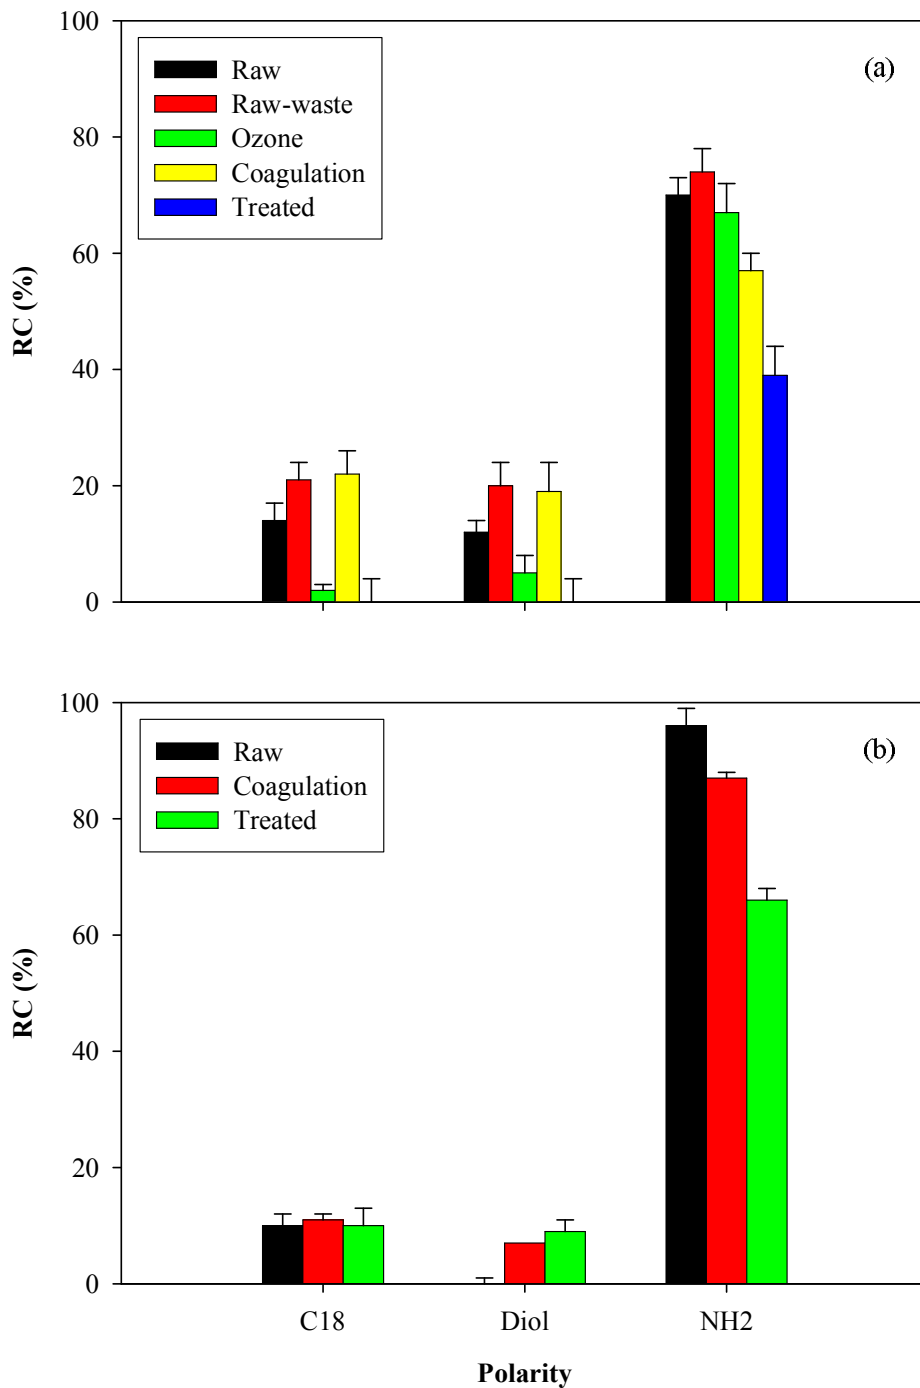 100
80
60
40
20
0
RC (%)
Raw
Raw-waste
Ozone
Coagulation
Treated
(a)
100
80
60
40
20
0
RC (%)
Raw
Coagulation
Treated
(b)
C18
Diol
NH2
Polarity